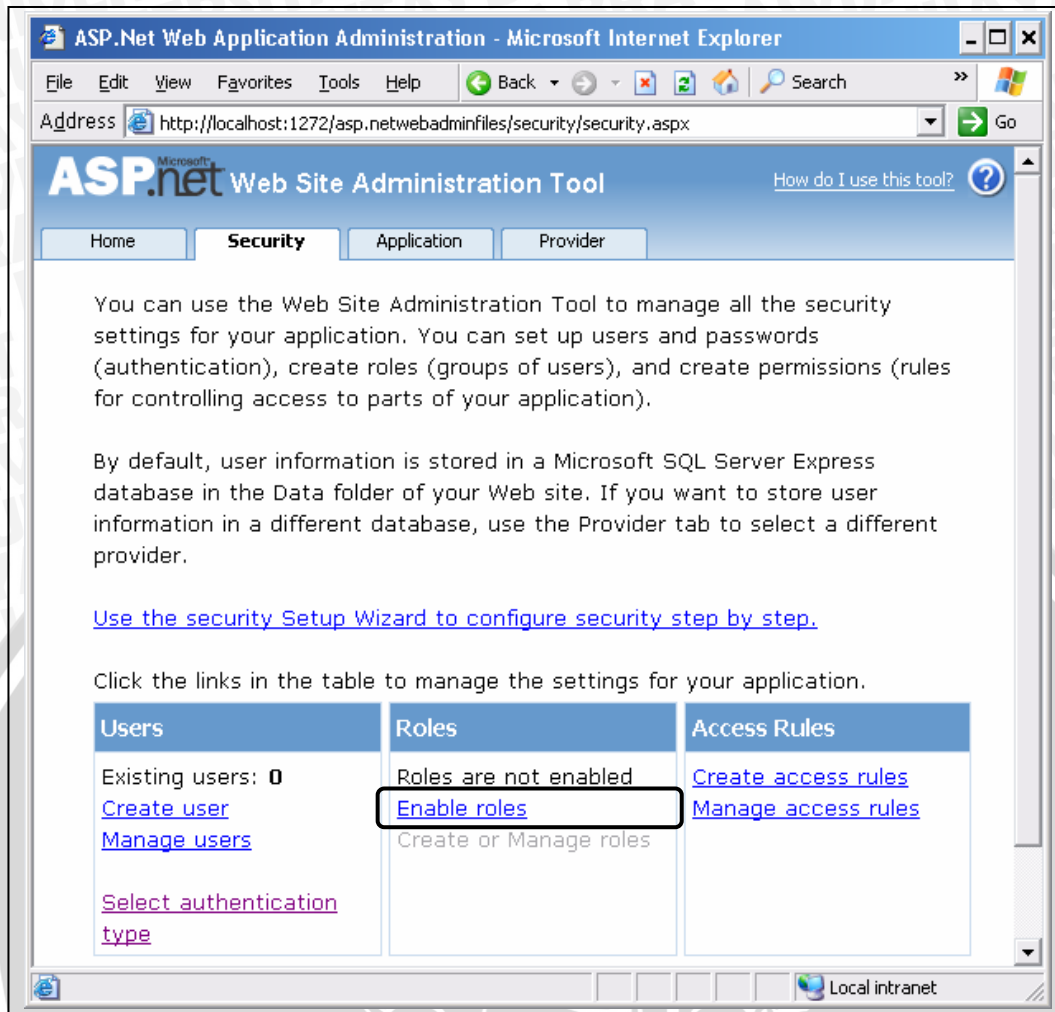 ASP.Net Web Application Administration - Microsoft Internet Explorer
File Edit View Favorites Tools Help Back Search »
Address http://localhost:1272/asp.netwebadminfiles/security/security.aspx Go
Microsoft
ASP.net Web Site Administration Tool How do I use this tool? ?
Home Security Application Provider
You can use the Web Site Administration Tool to manage all the security
settings for your application. You can set up users and passwords
(authentication), create roles (groups of users), and create permissions (rules
for controlling access to parts of your application).
By default, user information is stored in a Microsoft SQL Server Express
database in the Data folder of your Web site. If you want to store user
information in a different database, use the Provider tab to select a different
provider.
Use the security Setup Wizard to configure security step by step.
Click the links in the table to manage the settings for your application.
Users Roles Access Rules
Existing users: 0 Roles are not enabled Create access rules
Create user Enable roles Manage access rules
Manage users Create or Manage roles
Select authentication
type
Local intranet